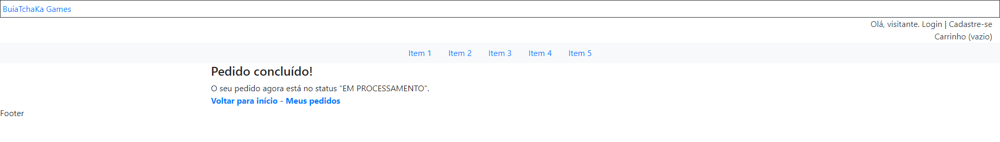 BuiaTchaKa Games
Olá, visitante. Login | Cadastre-se
Carrinho (vazio)
Item 1 Item 2 Item 3 Item 4 Item 5
Pedido concluído!
O seu pedido agora está no status "EM PROCESSAMENTO".
Voltar para início - Meus pedidos
Footer